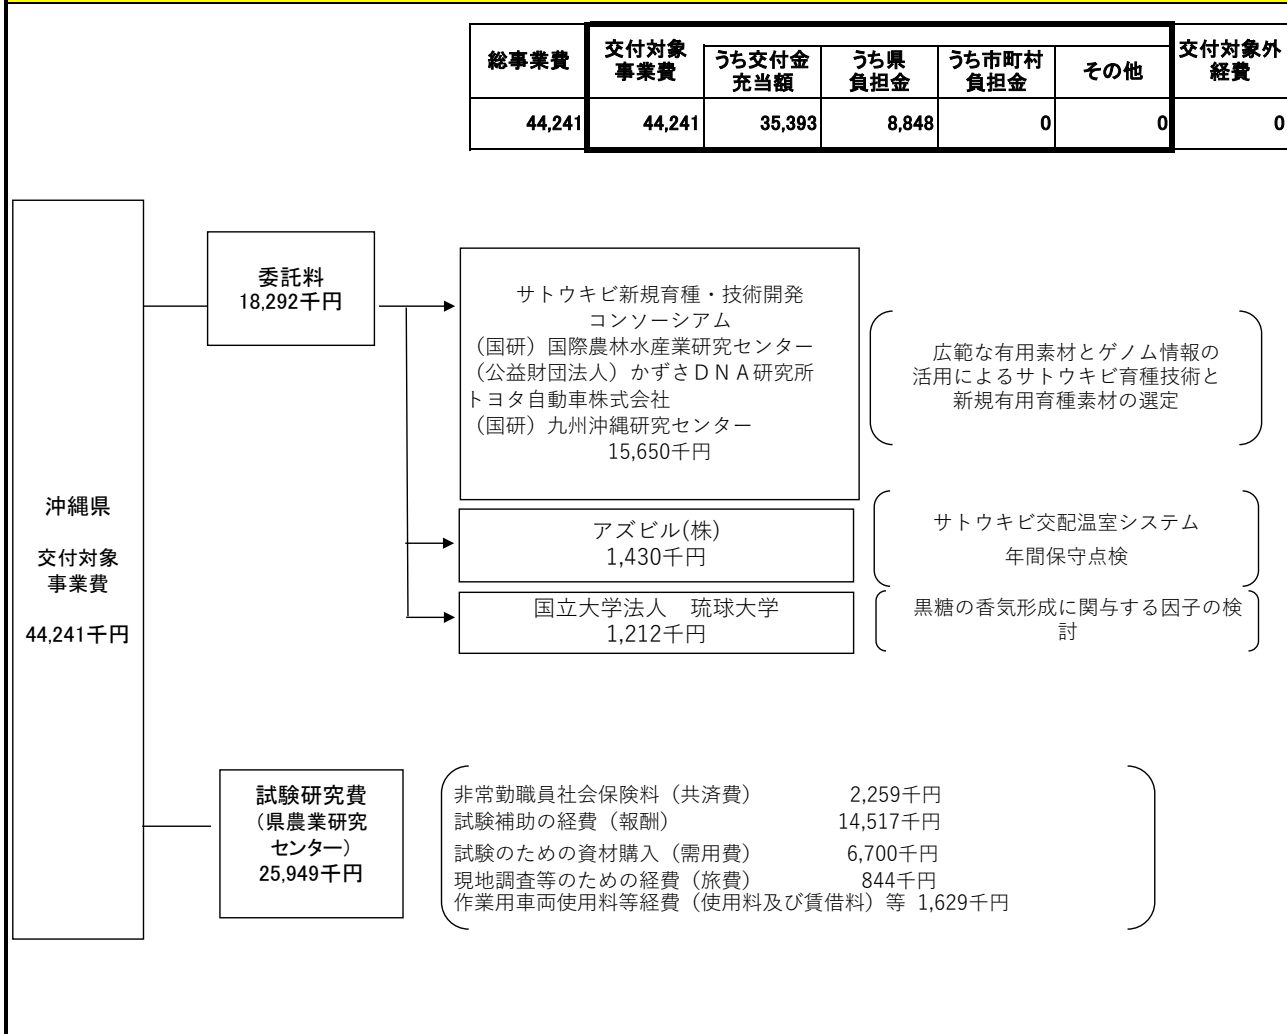 総事業費
交付対象
事業費
うち交付金
充当額
うち県
負担金
うち市町村
負担金
その他
交付対象外
経費
44,241 44,241 35,393 8,848 0 0 0
沖縄県
交付対象
事業費
44,241千円
委託料
18,292千円
サトウキビ新規育種・技術開発
コンソーシアム
（国研）国際農林水産業研究センター
（公益財団法人）かずさＤＮＡ研究所
トヨタ自動車株式会社
（国研）九州沖縄研究センター
15,650千円
広範な有用素材とゲノム情報の
活用によるサトウキビ育種技術と
新規有用育種素材の選定
アズビル(株)
1,430千円
サトウキビ交配温室システム
年間保守点検
国立大学法人　琉球大学
1,212千円
黒糖の香気形成に関与する因子の検
討
試験研究費
（県農業研究
センター）
25,949千円
非常勤職員社会保険料（共済費） 2,259千円
試験補助の経費（報酬） 14,517千円
試験のための資材購入（需用費） 6,700千円
現地調査等のための経費（旅費） 844千円
作業用車両使用料等経費（使用料及び賃借料）等 1,629千円